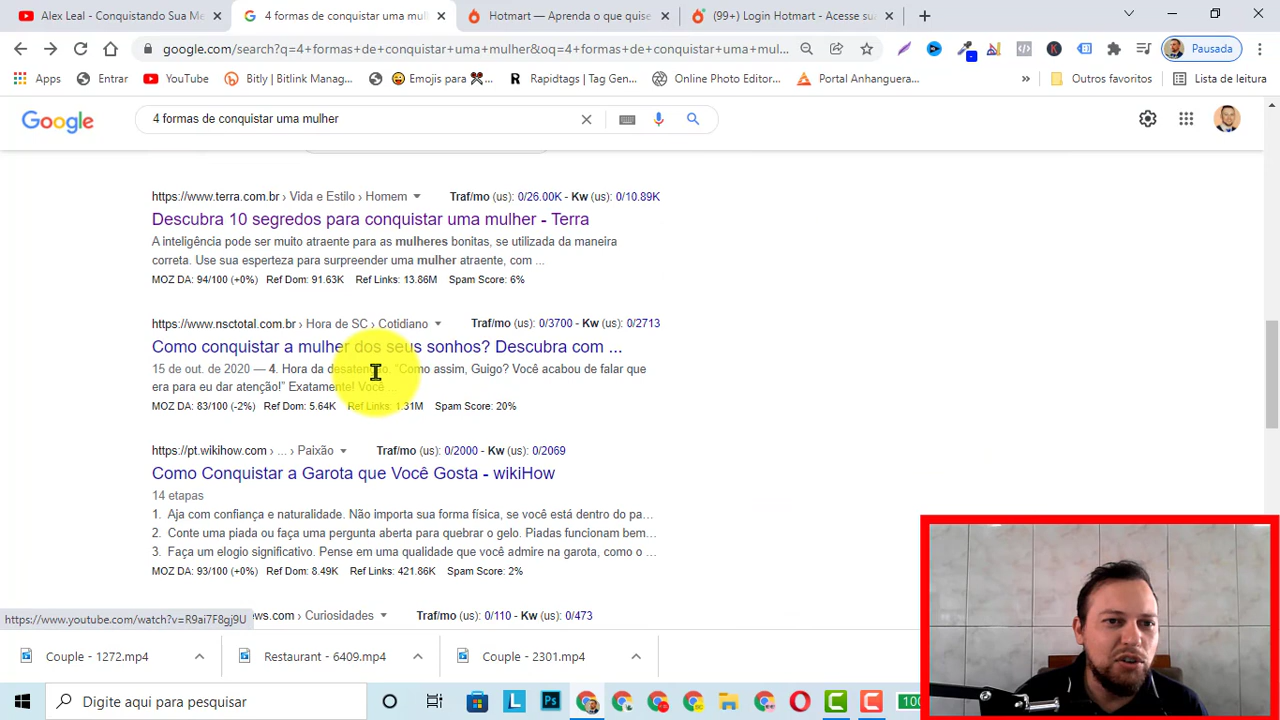 Alex Leal - Conquistando Sua Me
4 formas de conquistar uma mulh
Hotmart — Aprenda o que quise
(99+) Login Hotmart - Acesse sua
google.com/search?q=4+formas+de+conquistar+uma+mulher&oq=4+formas+de+conquistar+uma+mul...
Pausada
Apps
Entrar
YouTube
Bitly | Bitlink Manag...
Emojis para
Rapidtags | Tag Gen...
Online Photo Editor...
Portal Anhanguera...
»
Outros favoritos
Lista de leitura
Google
4 formas de conquistar uma mulher
https://www.terra.com.br › Vida e Estilo › Homem
Traf/mo (us): 0/26.00K - Kw (us): 0/10.89K
Descubra 10 segredos para conquistar uma mulher - Terra
A inteligência pode ser muito atraente para as mulheres bonitas, se utilizada da maneira
correta. Use sua esperteza para surpreender uma mulher atraente, com ...
MOZ DA: 94/100 (+0%) Ref Dom: 91.63K Ref Links: 13.86M Spam Score: 6%
https://www.nsctotal.com.br › Hora de SC › Cotidiano
Traf/mo (us): 0/3700 - Kw (us): 0/2713
Como conquistar a mulher dos seus sonhos? Descubra com ...
15 de out. de 2020 — 4. Hora da desatenção. “Como assim, Guigo? Você acabou de falar que
era para eu dar atenção!” Exatamente! Você ...
MOZ DA: 83/100 (-2%) Ref Dom: 5.64K Ref Links: 1.31M Spam Score: 20%
https://pt.wikihow.com › ... › Paixão
Traf/mo (us): 0/2000 - Kw (us): 0/2069
Como Conquistar a Garota que Você Gosta - wikiHow
14 etapas
1. Aja com confiança e naturalidade. Não importa sua forma física, se você está dentro do pa...
2. Conte uma piada ou faça uma pergunta aberta para quebrar o gelo. Piadas funcionam bem...
3. Faça um elogio significativo. Pense em uma qualidade que você admire na garota, como o ...
MOZ DA: 93/100 (+0%) Ref Dom: 8.49K Ref Links: 421.86K Spam Score: 2%
ws.com › Curiosidades
Traf/mo (us): 0/110 - Kw (us): 0/473
https://www.youtube.com/watch?v=R9ai7F8gj9U
Couple - 1272.mp4
Restaurant - 6409.mp4
Couple - 2301.mp4
Digite aqui para pesquisar
100